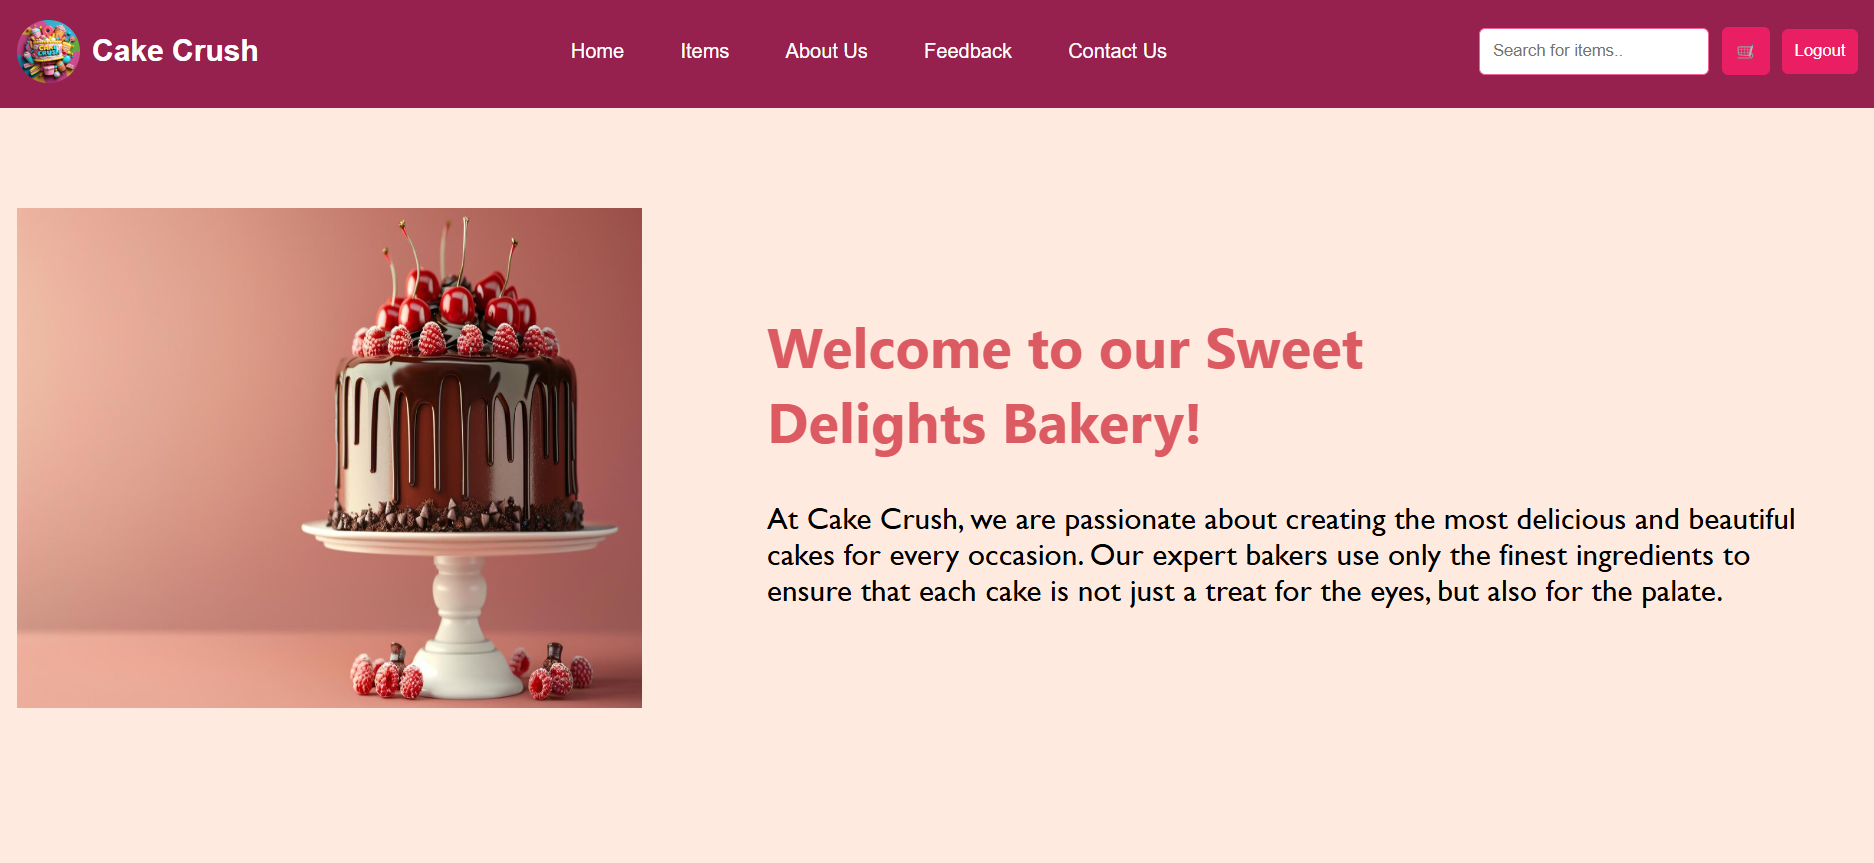 CAKE CRUSH
Cake Crush
Home
Items
About Us
Feedback
Contact Us
Search for items..
Logout
Welcome to our Sweet
Delights Bakery!
At Cake Crush, we are passionate about creating the most delicious and beautiful
cakes for every occasion. Our expert bakers use only the finest ingredients to
ensure that each cake is not just a treat for the eyes, but also for the palate.